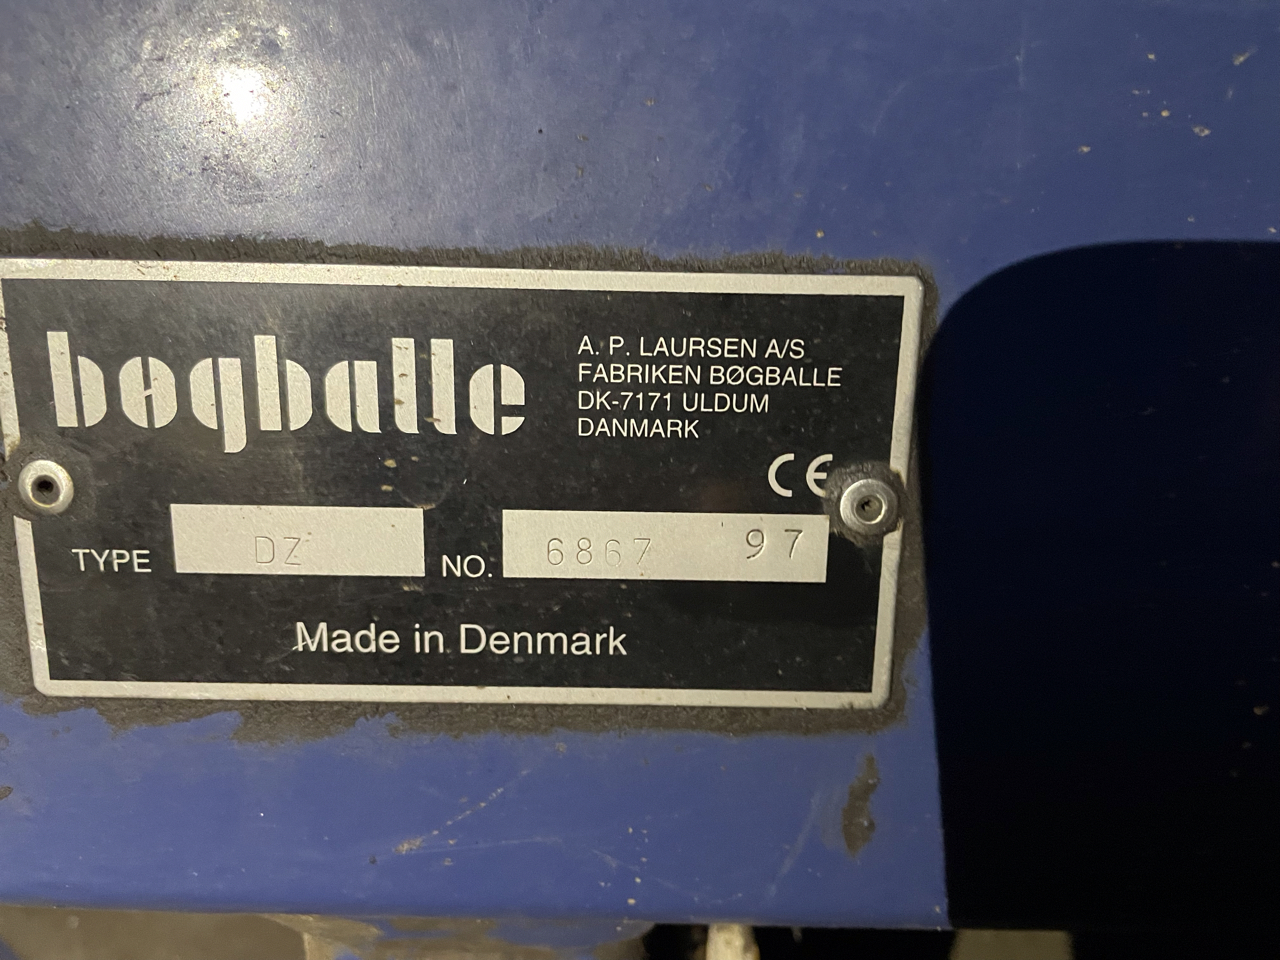 bøgballe
A. P. LAURSEN A/S
FABRIKEN BØGBALLE
DK-7171 ULDUM
DANMARK
CE
TYPE DZ NO. 6867 97
Made in Denmark